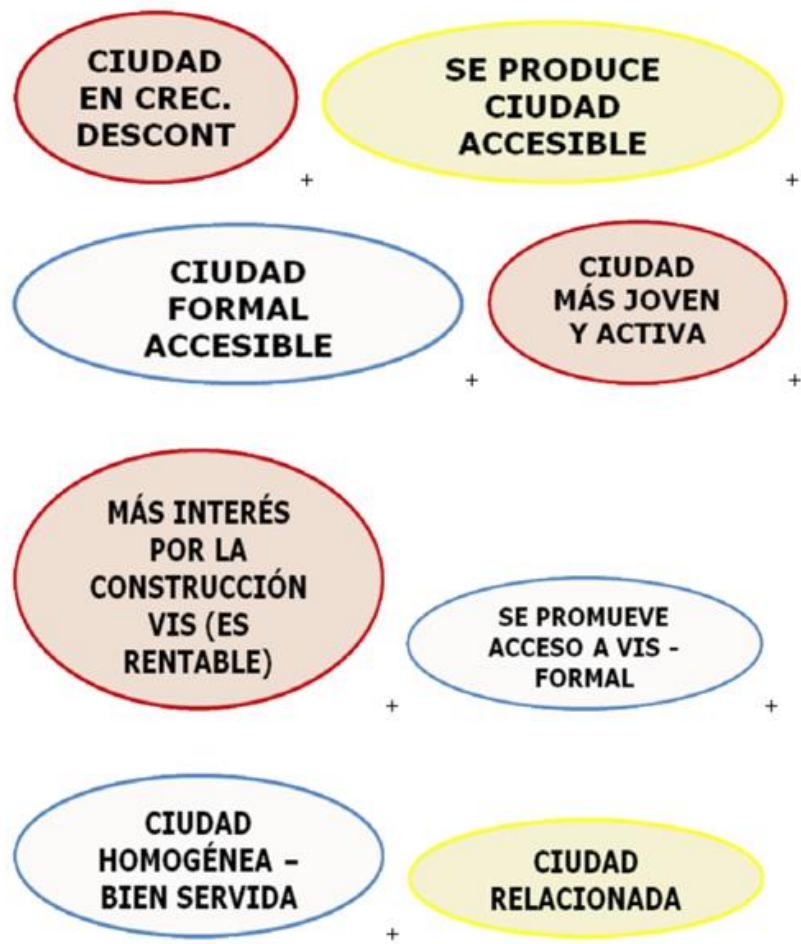 CIUDAD
EN CREC.
DESCONT
+
SE PRODUCE
CIUDAD
ACCESIBLE
+
CIUDAD
FORMAL
ACCESIBLE
+
CIUDAD
MÁS JOVEN
Y ACTIVA
+
MÁS INTERÉS
POR LA
CONSTRUCCIÓN
VIS (ES
RENTABLE)
+
SE PROMUEVE
ACCESO A VIS -
FORMAL
+
CIUDAD
HOMOGÉNEA –
BIEN SERVIDA
+
CIUDAD
RELACIONADA